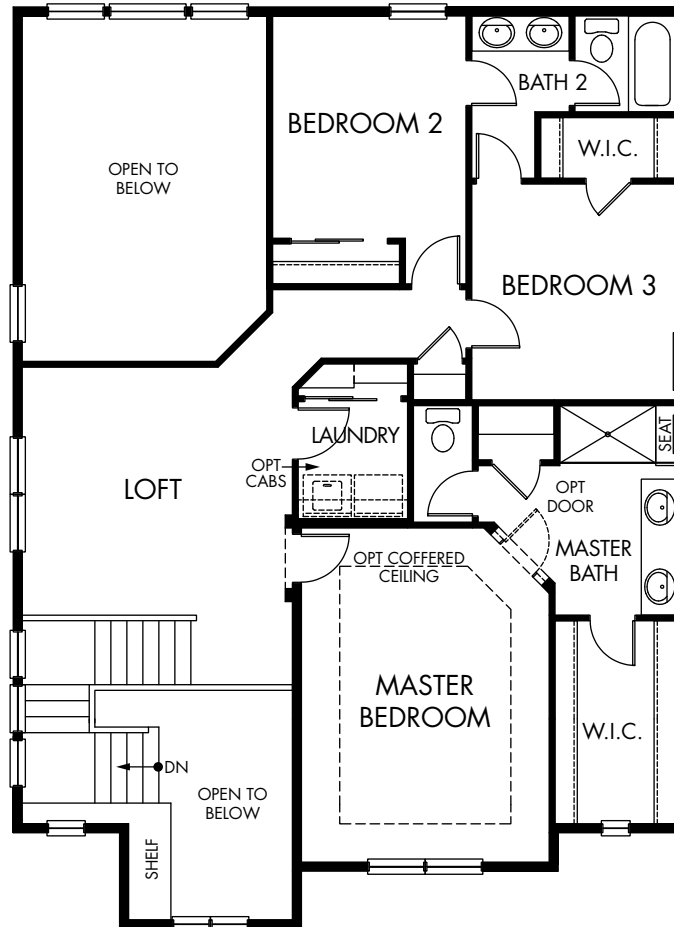 BATH 2
BEDROOM 2
W.I.C.
OPEN TO
BELOW
BEDROOM 3
LAUNDRY
SEAT
OPT
CABS
LOFT
OPT
DOOR
MASTER
BATH
OPT COFFERED
CEILING
MASTER
BEDROOM
W.I.C.
DN
OPEN TO
BELOW
SHELF